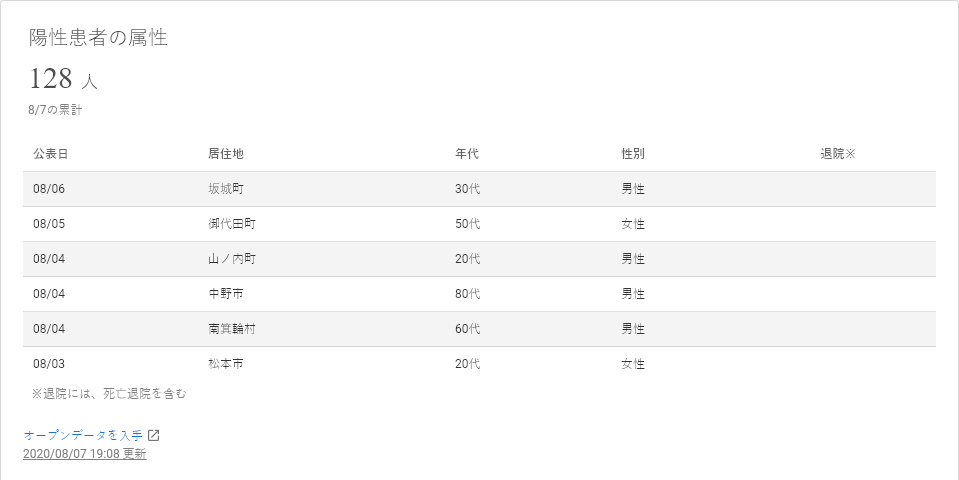 陽性患者の属性
128 人
8/7の累計
公表日 居住地 年代 性別 退院※
08/06 坂城町 30代 男性
08/05 御代田町 50代 女性
08/04 山ノ内町 20代 男性
08/04 中野市 80代 男性
08/04 南箕輪村 60代 男性
08/03 松本市 20代 女性
※退院には、死亡退院を含む
オープンデータを入手
2020/08/07 19:08 更新